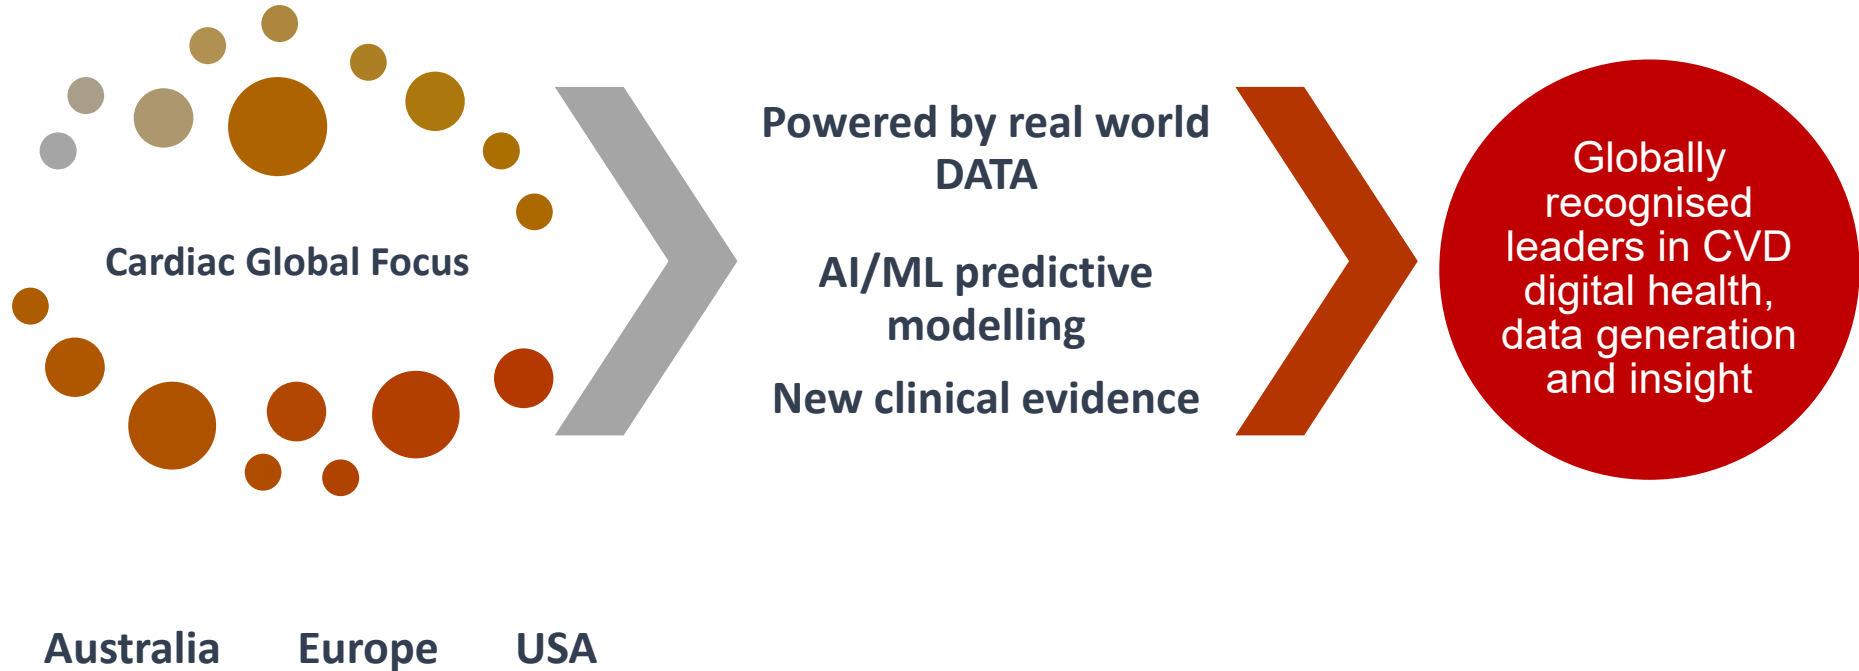 Cardiac Global Focus
Powered by real world
DATA
AI/ML predictive
modelling
New clinical evidence
Globally
recognised
leaders in CVD
digital health,
data generation
and insight
Australia Europe USA